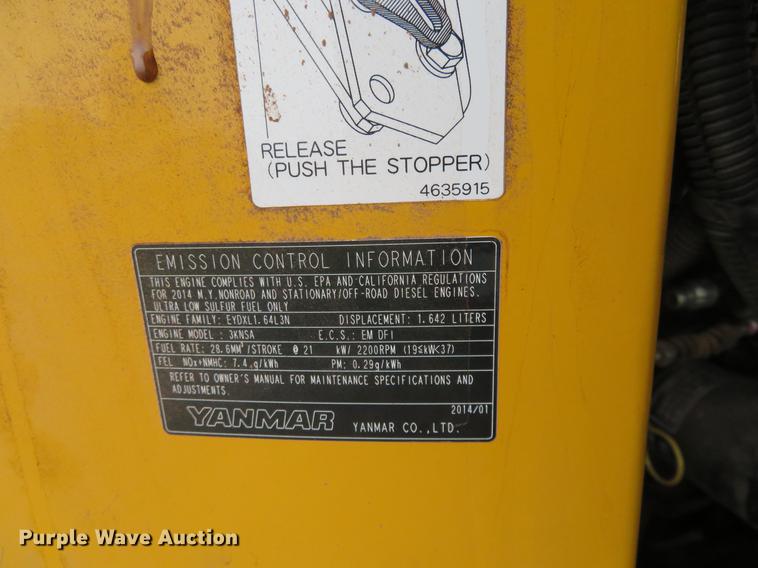 RELEASE
(PUSH THE STOPPER)
4635915
EMISSION CONTROL INFORMATION
THIS ENGINE COMPLIES WITH U.S. EPA AND CALIFORNIA REGULATIONS
FOR 2014 M.Y.NONROAD AND STATIONARY/OFF-ROAD DIESEL ENGINES.
ULTRA LOW SULFUR FUEL ONLY
ENGINE FAMILY: EYDXL1.64L3N DISPLACEMENT: 1.642 LITERS
ENGINE MODEL : 3KNSA E.C.S.: EM DFI
FUEL RATE: 28.6MM³/STROKE @ 21 kW/ 2200RPM (19≤kW<37)
FEL NOx+NMHC: 7.4 g/kWh PM: 0.29g/kWh
REFER TO OWNER'S MANUAL FOR MAINTENANCE SPECIFICATIONS AND
ADJUSTMENTS.
2014/01
YANMAR YANMAR CO.,LTD.
Purple Wave Auction